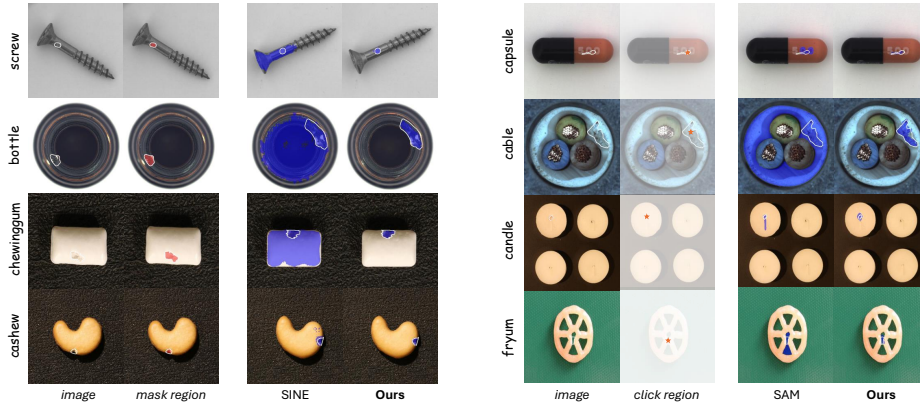 screw
bottle
chewinggum
cashew
image mask region SINE Ours
capsule
cable
candle
fryum
image click region SAM Ours